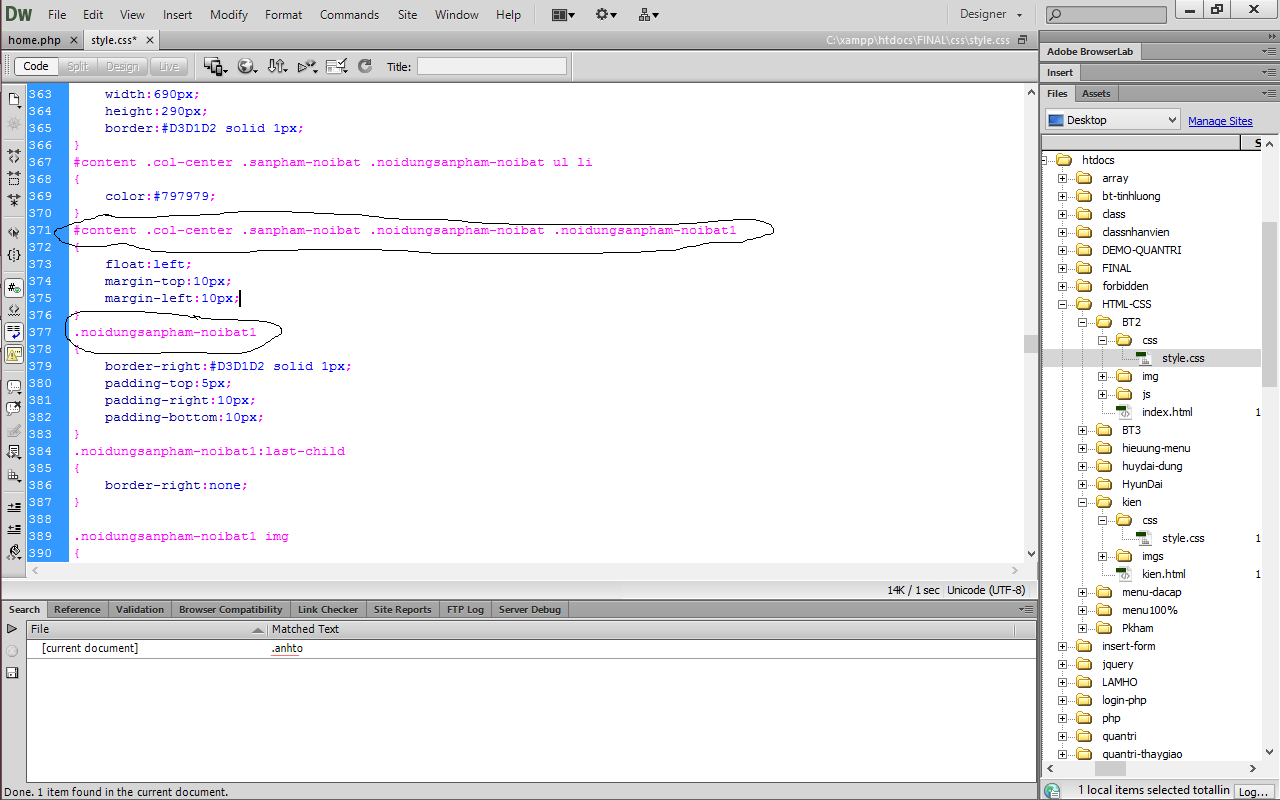 Dw File Edit View Insert Modify Format Commands Site Window Help Designer
home.php × style.css* × C:\xampp\htdocs\FINAL\css\style.css
Code Split Design Live Title:
363 width:690px;
364 height:290px;
365 border:#D3D1D2 solid 1px;
366 }
367 #content .col-center .sanpham-noibat .noidungsanpham-noibat ul li
368 {
369 color:#797979;
370 }
371 #content .col-center .sanpham-noibat .noidungsanpham-noibat .noidungsanpham-noibat1
372 {
373 float:left;
374 margin-top:10px;
375 margin-left:10px;
376 }
377 .noidungsanpham-noibat1
378 {
379 border-right:#D3D1D2 solid 1px;
380 padding-top:5px;
381 padding-right:10px;
382 padding-bottom:10px;
383 }
384 .noidungsanpham-noibat1:last-child
385 {
386 border-right:none;
387 }
388
389 .noidungsanpham-noibat1 img
390 {
14K / 1 sec Unicode (UTF-8)
Search Reference Validation Browser Compatibility Link Checker Site Reports FTP Log Server Debug
File Matched Text
[current document] .anhto
Done. 1 item found in the current document.
Adobe BrowserLab
Insert
Files Assets
Desktop Manage Sites
S
htdocs
array
bt-tinhluong
class
classnhanvien
DEMO-QUANTRI
FINAL
forbidden
HTML-CSS
BT2
css
style.css
img
js
index.html 1
BT3
hieuung-menu
huydai-dung
HyunDai
kien
css
style.css 1
imgs
kien.html 1
menu-dacap
menu100%
Pkham
insert-form
jquery
LAMHO
login-php
php
quantri
quantri-thaygiao
1 local items selected totallin Log...